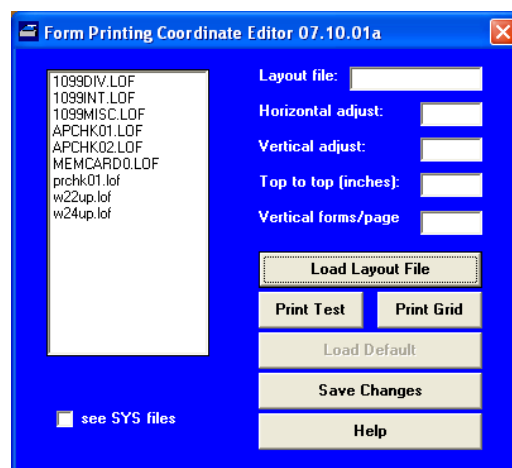 Form Printing Coordinate Editor 07.10.01a
1099DIV.LOF
1099INT.LOF
1099MISC.LOF
APCHK01.LOF
APCHK02.LOF
MEMCARD0.LOF
prchk01.lof
w22up.lof
w24up.lof
see SYS files
Layout file:
Horizontal adjust:
Vertical adjust:
Top to top (inches):
Vertical forms/page
Load Layout File
Print Test
Print Grid
Load Default
Save Changes
Help